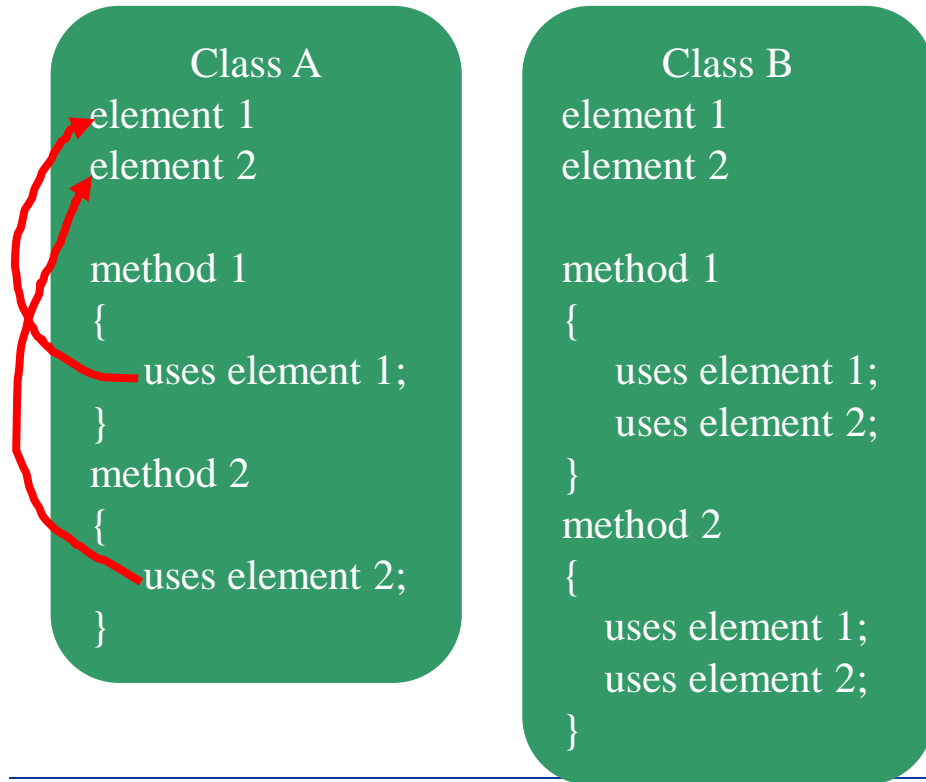 Class A
element 1
element 2
method 1
{
uses element 1;
}
method 2
{
uses element 2;
}
Class B
element 1
element 2
method 1
{
uses element 1;
uses element 2;
}
method 2
{
uses element 1;
uses element 2;
}